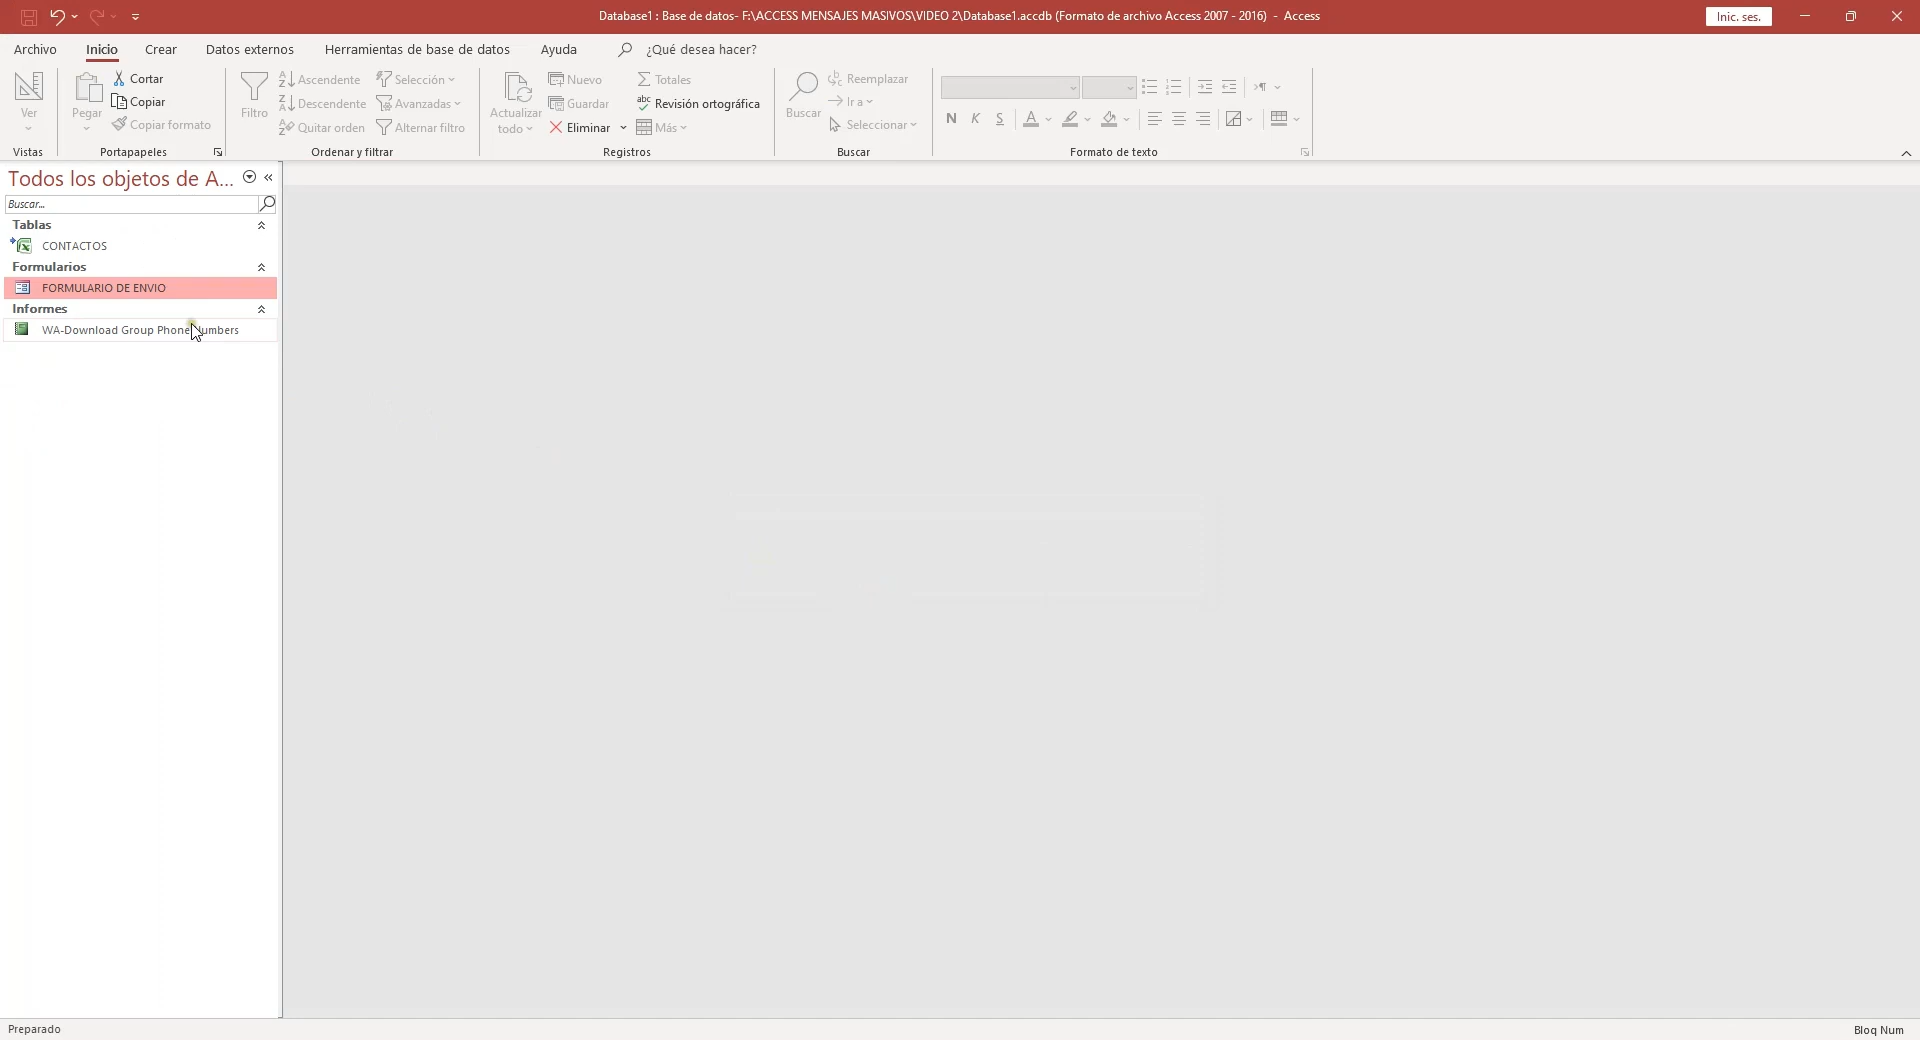 Database1 : Base de datos- F:\ACCESS MENSAJES MASIVOS\VIDEO 2\Database1.accdb (Formato de archivo Access 2007 - 2016) - Access
Inic. ses.
Archivo Inicio Crear Datos externos Herramientas de base de datos Ayuda ¿Qué desea hacer?
Ver
Vistas
Pegar
Cortar
Copiar
Copiar formato
Portapapeles
Filtro
Ascendente
Descendente
Quitar orden
Selección
Avanzadas
Alternar filtro
Ordenar y filtrar
Actualizar
todo
Nuevo
Guardar
Eliminar
Totales
Revisión ortográfica
Más
Registros
Buscar
Reemplazar
Ir a
Seleccionar
Buscar
N K S A
Formato de texto
Todos los objetos de A...
Buscar...
Tablas
CONTACTOS
Formularios
FORMULARIO DE ENVIO
Informes
WA-Download Group Phone Numbers
Preparado
Bloq Num